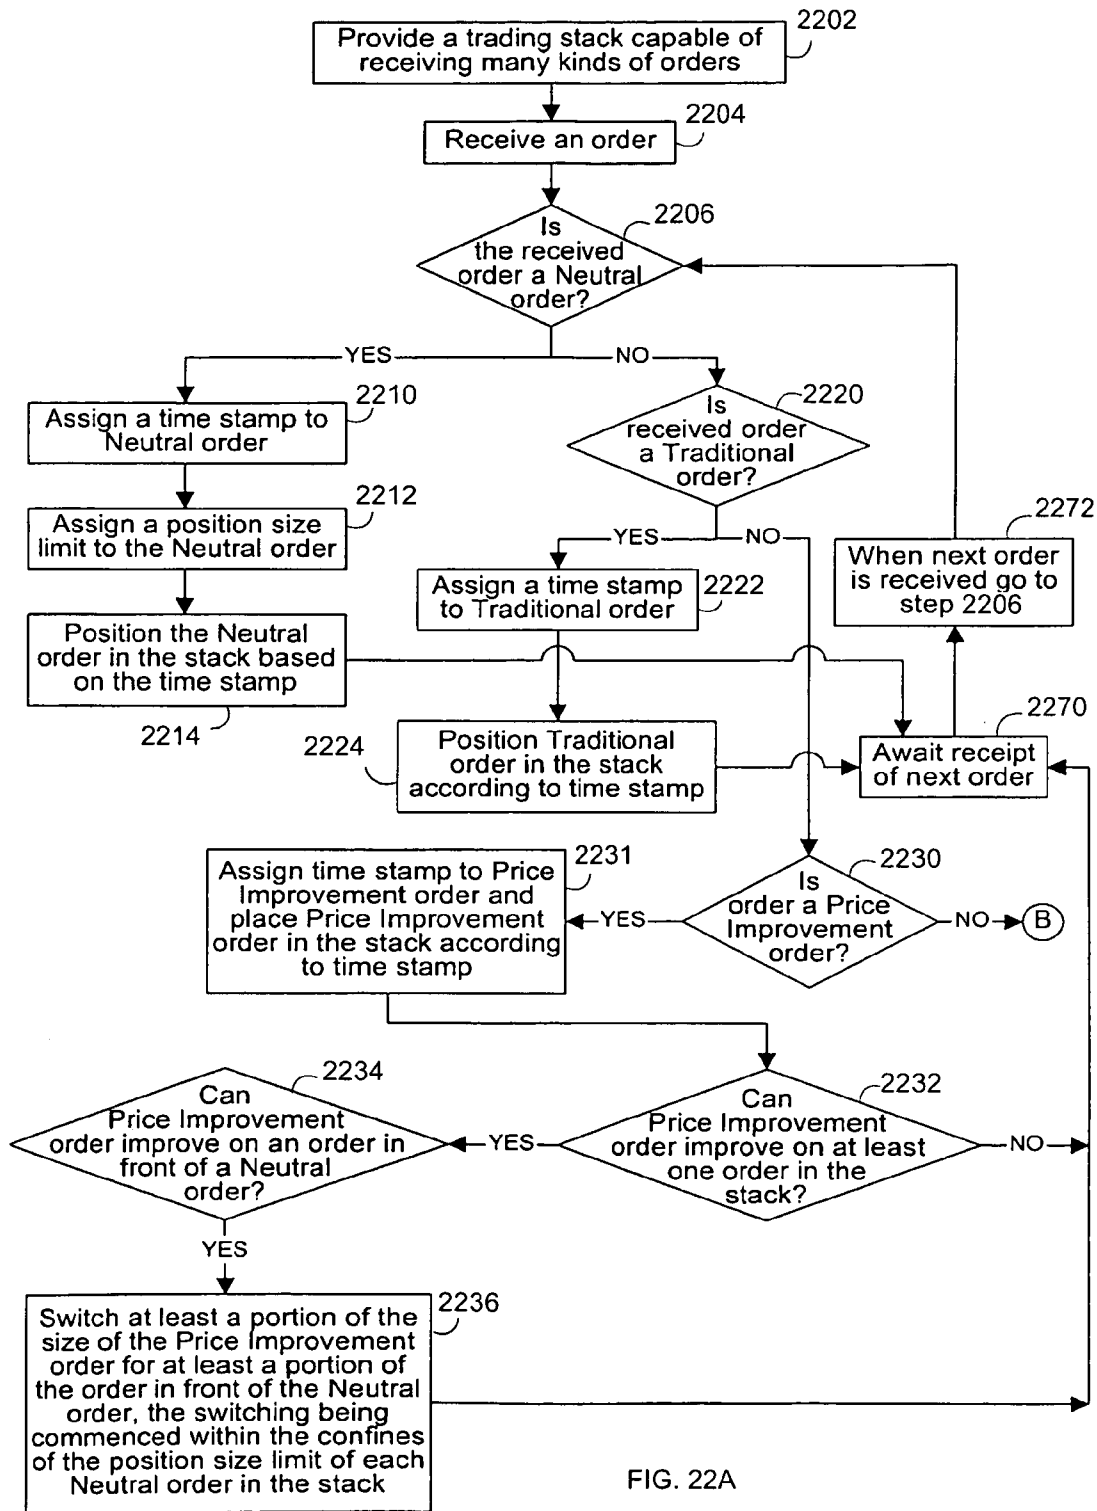 2202
Provide a trading stack capable of
receiving many kinds of orders
2204
Receive an order
2206
Is
the received
order a Neutral
order?
YES
NO
2210
Assign a time stamp to
Neutral order
2220
Is
received order
a Traditional
order?
2212
Assign a position size
limit to the Neutral order
YES
NO
2272
When next order
is received go to
step 2206
Assign a time stamp
to Traditional order
2222
Position the Neutral
order in the stack based
on the time stamp
2214
2224
Position Traditional
order in the stack
according to time stamp
2270
Await receipt
of next order
2231
Assign time stamp to Price
Improvement order and
place Price Improvement
order in the stack according
to time stamp
YES
2230
Is
order a Price
Improvement
order?
NO
B
2234
Can
Price Improvement
order improve on an order in
front of a Neutral
order?
YES
2232
Can
Price Improvement
order improve on at least
one order in the
stack?
NO
YES
2236
Switch at least a portion of the
size of the Price Improvement
order for at least a portion of
the order in front of the Neutral
order, the switching being
commenced within the confines
of the position size limit of each
Neutral order in the stack
FIG. 22A